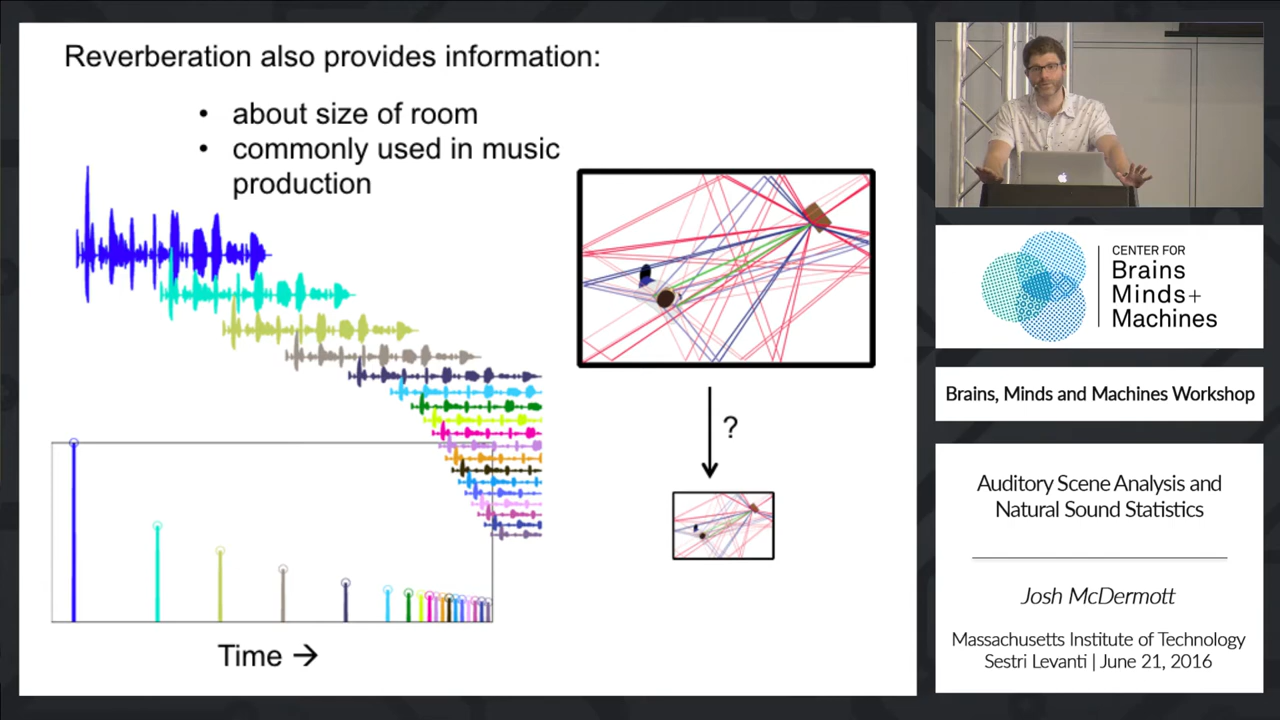 Reverberation also provides information:
• about size of room
• commonly used in music
production
?
Time →
CENTER FOR
Brains
Minds+
Machines
Brains, Minds and Machines Workshop
Auditory Scene Analysis and
Natural Sound Statistics
Josh McDermott
Massachusetts Institute of Technology
Sestri Levanti | June 21, 2016